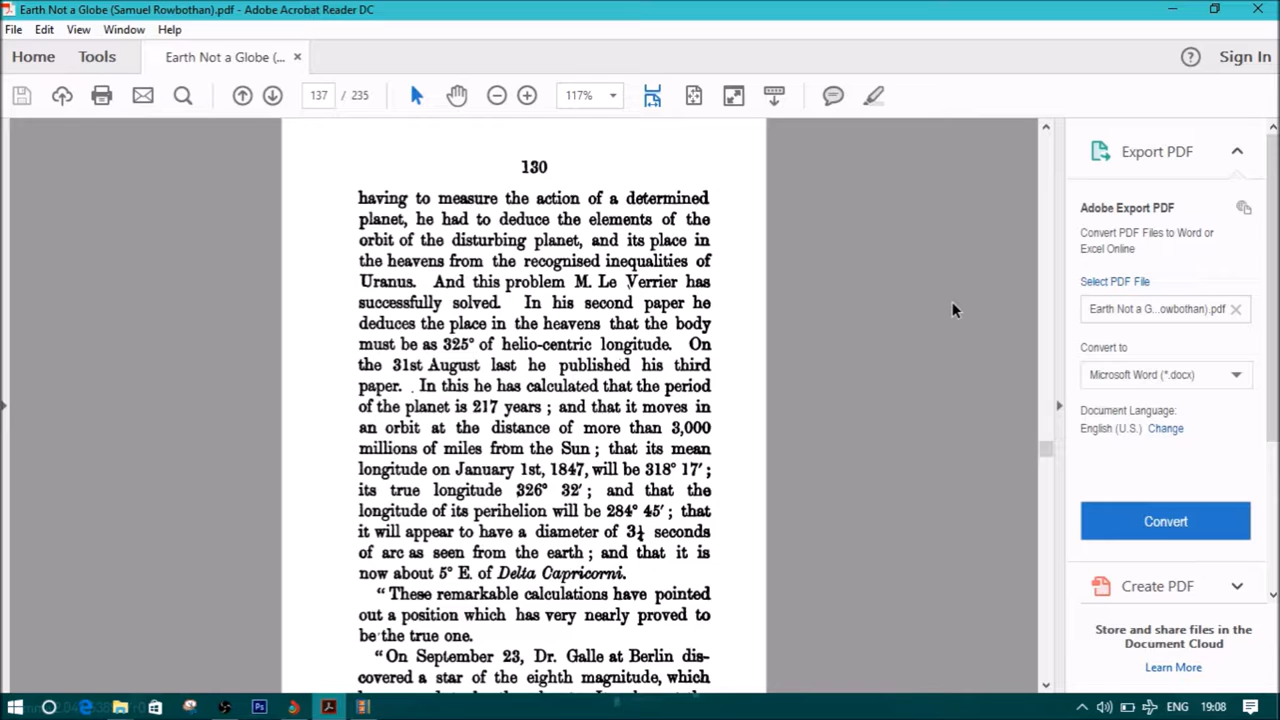 Earth Not a Globe (Samuel Rowbothan).pdf - Adobe Acrobat Reader DC
File Edit View Window Help
Home Tools Earth Not a Globe (... × Sign In
137 / 235 117%
130
having to measure the action of a determined
planet, he had to deduce the elements of the
orbit of the disturbing planet, and its place in
the heavens from the recognised inequalities of
Uranus. And this problem M. Le Verrier has
successfully solved. In his second paper he
deduces the place in the heavens that the body
must be as 325° of helio-centric longitude. On
the 31st August last he published his third
paper. In this he has calculated that the period
of the planet is 217 years ; and that it moves in
an orbit at the distance of more than 3,000
millions of miles from the Sun ; that its mean
longitude on January 1st, 1847, will be 318° 17′ ;
its true longitude 326° 32′ ; and that the
longitude of its perihelion will be 284° 45′ ; that
it will appear to have a diameter of 3½ seconds
of arc as seen from the earth ; and that it is
now about 5° E. of Delta Capricorni.
“These remarkable calculations have pointed
out a position which has very nearly proved to
be the true one.
“On September 23, Dr. Galle at Berlin dis-
covered a star of the eighth magnitude, which
Export PDF
Adobe Export PDF
Convert PDF Files to Word or
Excel Online
Select PDF File
Earth Not a G...owbothan).pdf
Convert to
Microsoft Word (*.docx)
Document Language:
English (U.S.) Change
Convert
Create PDF
Store and share files in the
Document Cloud
Learn More
ENG 19:08